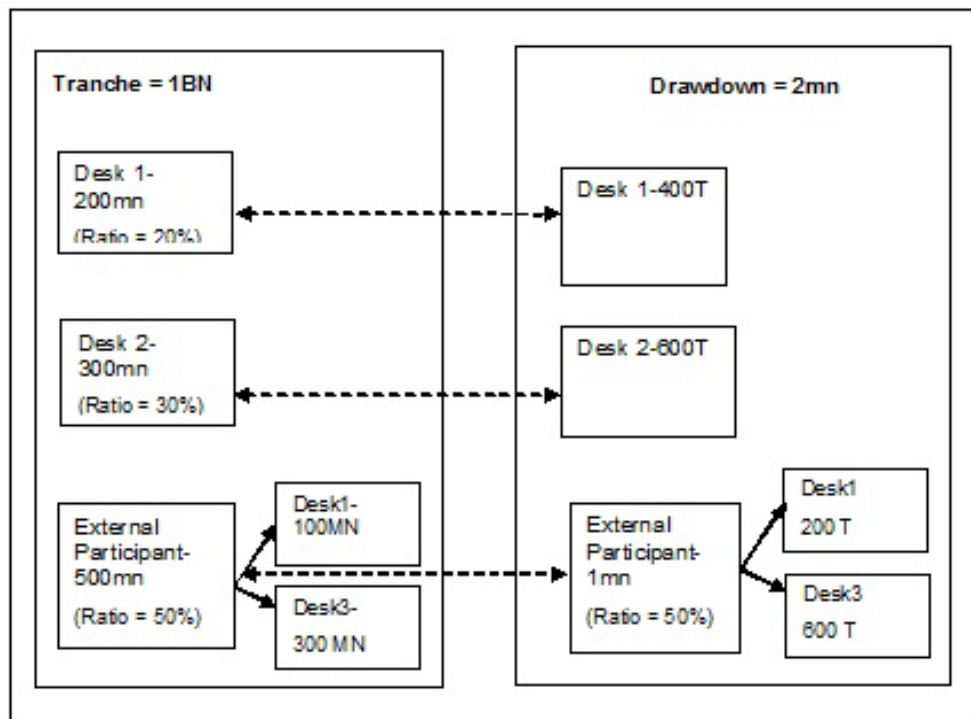 Tranche = 1BN
Desk 1-
200mn
(Ratio = 20%)
Desk 2-
300mn
(Ratio = 30%)
External
Participant-
500mn
(Ratio = 50%)
Desk1-
100MN
Desk3-
300 MN
Drawdown = 2mn
Desk 1-400T
Desk 2-600T
External
Participant-
1mn
(Ratio = 50%)
Desk1
200 T
Desk3
600 T